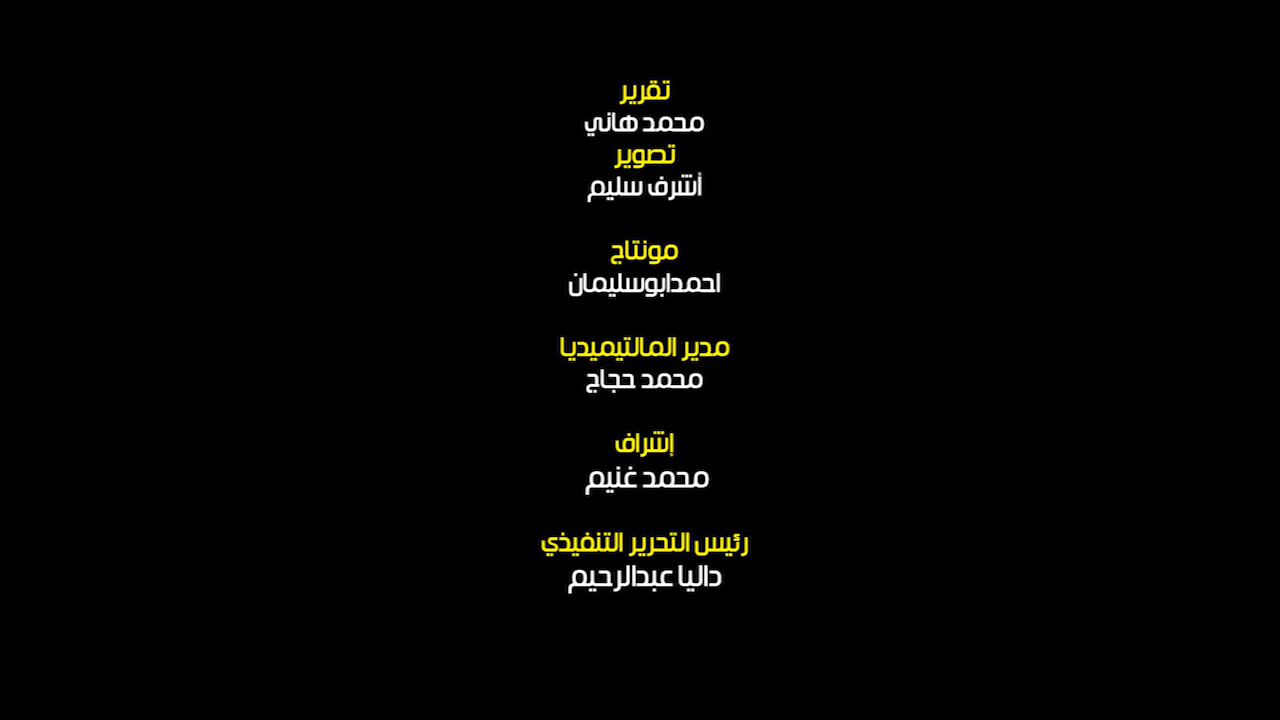 تقرير
محمد هاني
تصوير
أشرف سليم
مونتاج
احمدابوسليمان
مدير المالتيميديا
محمد حجاج
إشراف
محمد غنيم
رئيس التحرير التنفيذي
داليا عبدالرحيم